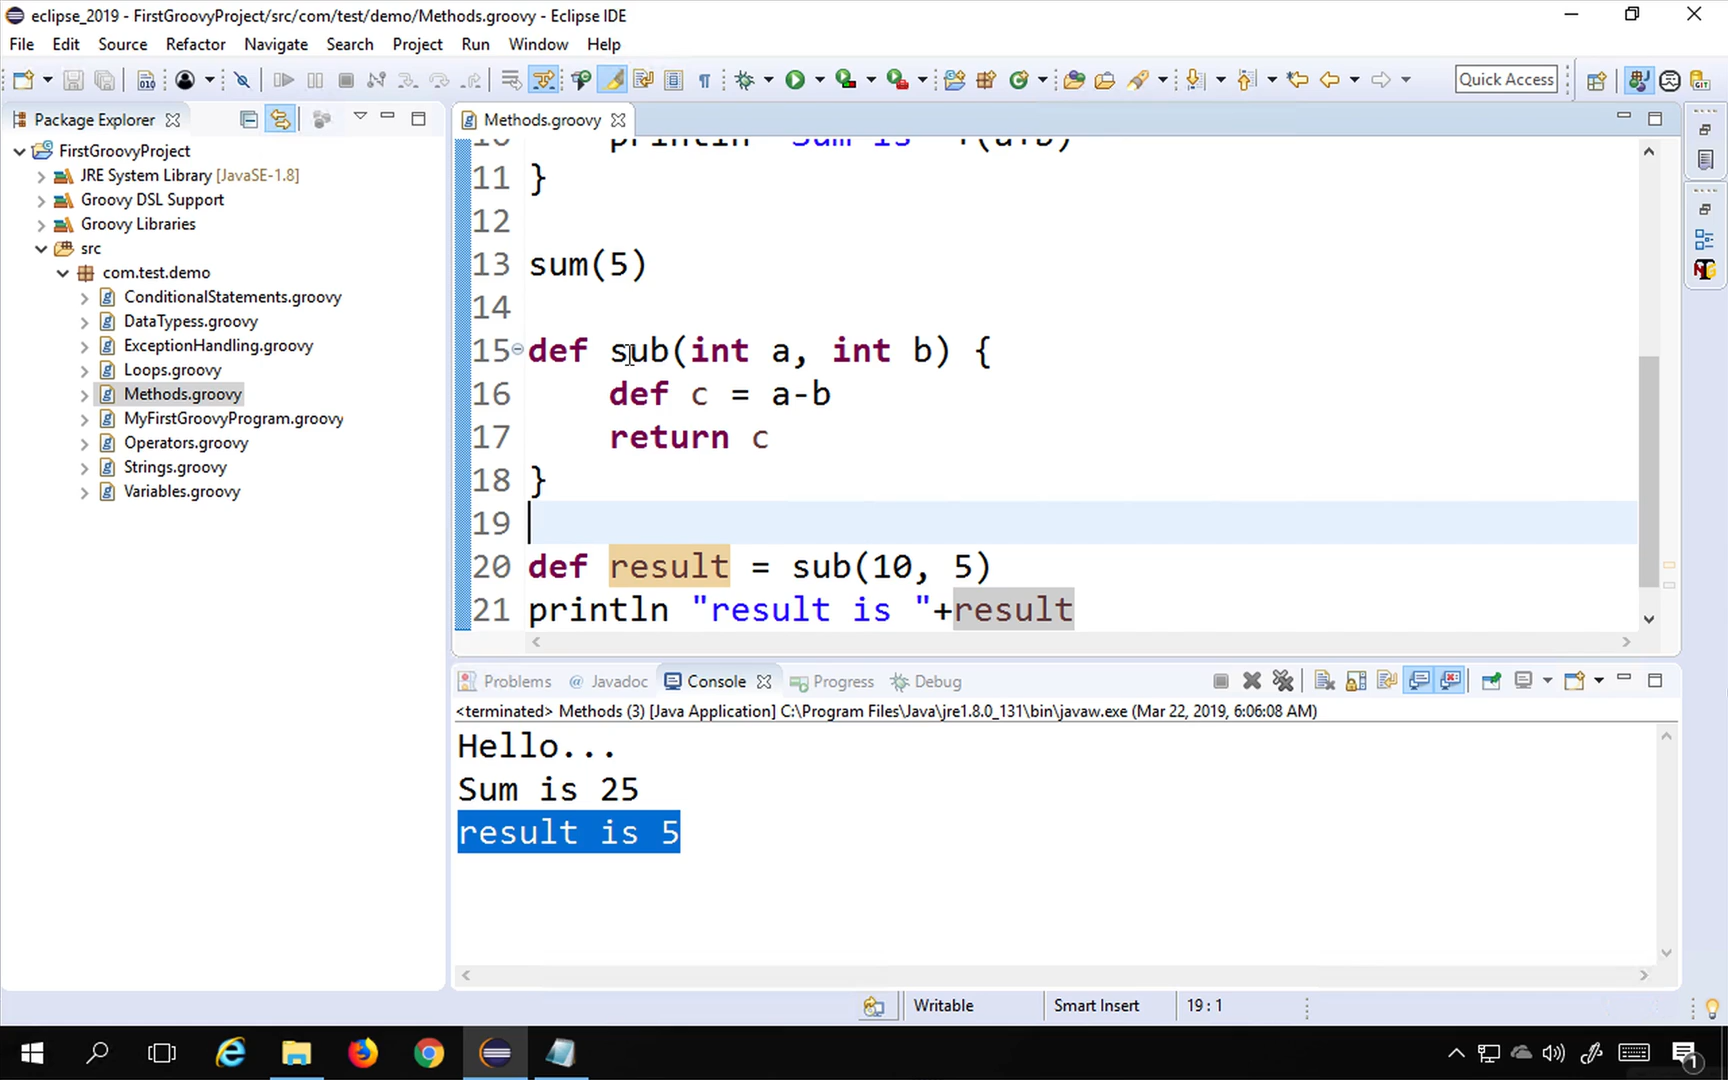 eclipse_2019 - FirstGroovyProject/src/com/test/demo/Methods.groovy - Eclipse IDE
File Edit Source Refactor Navigate Search Project Run Window Help
Quick Access
Package Explorer
FirstGroovyProject
JRE System Library [JavaSE-1.8]
Groovy DSL Support
Groovy Libraries
src
com.test.demo
ConditionalStatements.groovy
DataTypess.groovy
ExceptionHandling.groovy
Loops.groovy
Methods.groovy
MyFirstGroovyProgram.groovy
Operators.groovy
Strings.groovy
Variables.groovy
Methods.groovy
10 println "Sum is "+(a+b)
11 }
12
13 sum(5)
14
15 def sub(int a, int b) {
16 def c = a-b
17 return c
18 }
19
20 def result = sub(10, 5)
21 println "result is "+result
Problems @ Javadoc Console Progress Debug
<terminated> Methods (3) [Java Application] C:\Program Files\Java\jre1.8.0_131\bin\javaw.exe (Mar 22, 2019, 6:06:08 AM)
Hello...
Sum is 25
result is 5
Writable Smart Insert 19 : 1
1